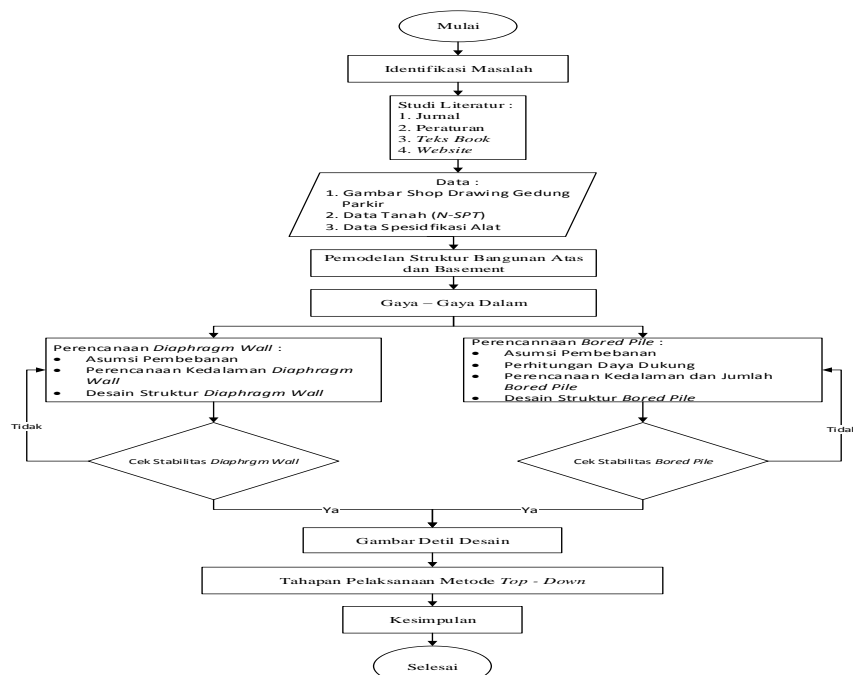 Mulai
Identifikasi Masalah
Studi Literatur :
1. Jurnal
2. Peraturan
3. Teks Book
4. Website
Data :
1. Gambar Shop Drawing Gedung
Parkir
2. Data Tanah (N-SPT)
3. Data Spesidfikasi Alat
Pemodelan Struktur Bangunan Atas
dan Basement
Gaya – Gaya Dalam
Perencanaan Diaphragm Wall :
• Asumsi Pembebanan
• Perencanaan Kedalaman Diaphragm
Wall
• Desain Struktur Diaphragm Wall
Perencannaan Bored Pile :
• Asumsi Pembebanan
• Perhitungan Daya Dukung
• Perencanaan Kedalaman dan Jumlah
Bored Pile
• Desain Struktur Bored Pile
Tidak
Cek Stabilitas Diaphrgm Wall
Cek Stabilitas Bored Pile
Tidak
Ya
Ya
Gambar Detil Desain
Tahapan Pelaksanaan Metode Top - Down
Kesimpulan
Selesai